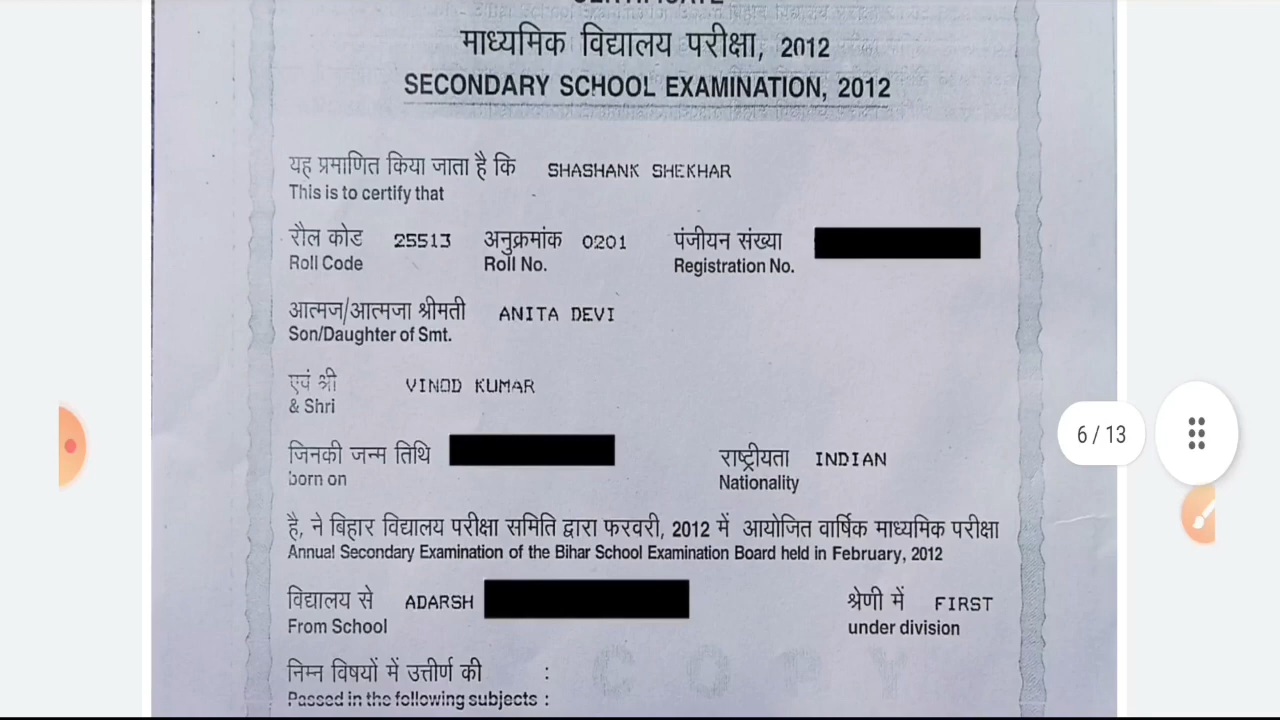 CERTIFICATE
माध्यमिक विद्यालय परीक्षा, 2012
SECONDARY SCHOOL EXAMINATION, 2012
यह प्रमाणित किया जाता है कि SHASHANK SHEKHAR
This is to certify that
रौल कोड 25513 अनुक्रमांक 0201 पंजीयन संख्या
Roll Code Roll No. Registration No.
आत्मज/आत्मजा श्रीमती ANITA DEVI
Son/Daughter of Smt.
एवं श्री VINOD KUMAR
& Shri
जिनकी जन्म तिथि राष्ट्रीयता INDIAN
born on Nationality
है, ने बिहार विद्यालय परीक्षा समिति द्वारा फरवरी, 2012 में आयोजित वार्षिक माध्यमिक परीक्षा
Annual Secondary Examination of the Bihar School Examination Board held in February, 2012
विद्यालय से ADARSH श्रेणी में FIRST
From School under division
निम्न विषयों में उत्तीर्ण की :
COPY
Passed in the following subjects :
6 / 13